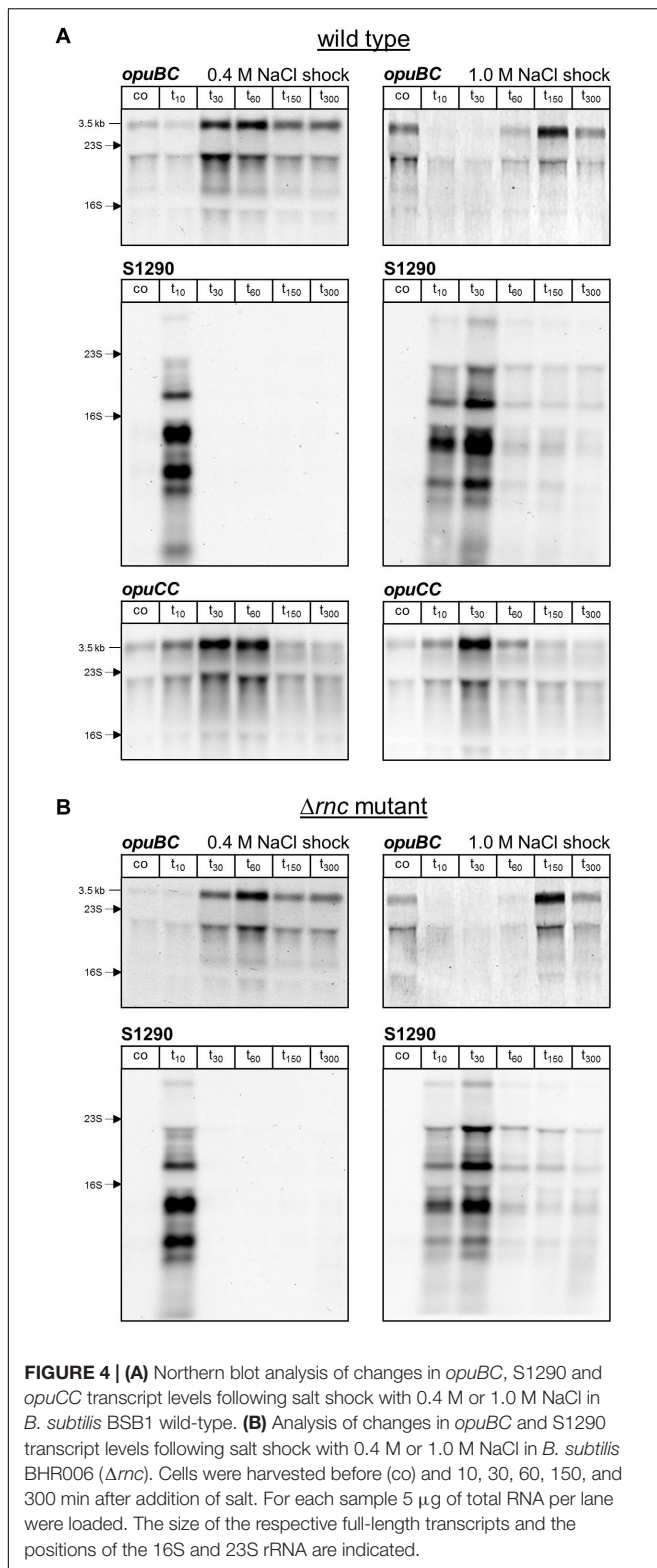 A
wild type
opuBC 0.4 M NaCl shock
co t10 t30 t60 t150 t300
3.5 kb
23S
16S
opuBC 1.0 M NaCl shock
co t10 t30 t60 t150 t300
S1290
co t10 t30 t60 t150 t300
23S
16S
S1290
co t10 t30 t60 t150 t300
opuCC
co t10 t30 t60 t150 t300
3.5 kb
23S
16S
opuCC
co t10 t30 t60 t150 t300
B
Δrnc mutant
opuBC 0.4 M NaCl shock
co t10 t30 t60 t150 t300
3.5 kb
23S
16S
opuBC 1.0 M NaCl shock
co t10 t30 t60 t150 t300
S1290
co t10 t30 t60 t150 t300
23S
16S
S1290
co t10 t30 t60 t150 t300
FIGURE 4 | (A) Northern blot analysis of changes in opuBC, S1290 and
opuCC transcript levels following salt shock with 0.4 M or 1.0 M NaCl in
B. subtilis BSB1 wild-type. (B) Analysis of changes in opuBC and S1290
transcript levels following salt shock with 0.4 M or 1.0 M NaCl in B. subtilis
BHR006 (Δrnc). Cells were harvested before (co) and 10, 30, 60, 150, and
300 min after addition of salt. For each sample 5 μg of total RNA per lane
were loaded. The size of the respective full-length transcripts and the
positions of the 16S and 23S rRNA are indicated.